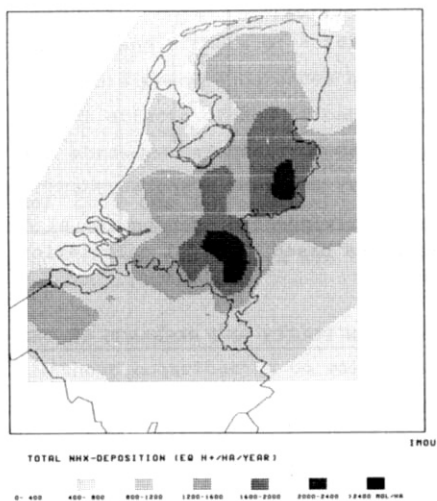 IMOU
TOTAL NHX-DEPOSITION (EQ H+/HA/YEAR)
0- 400 400- 800 800-1200 1200-1600 1600-2000 2000-2400 12400 MOL/HA